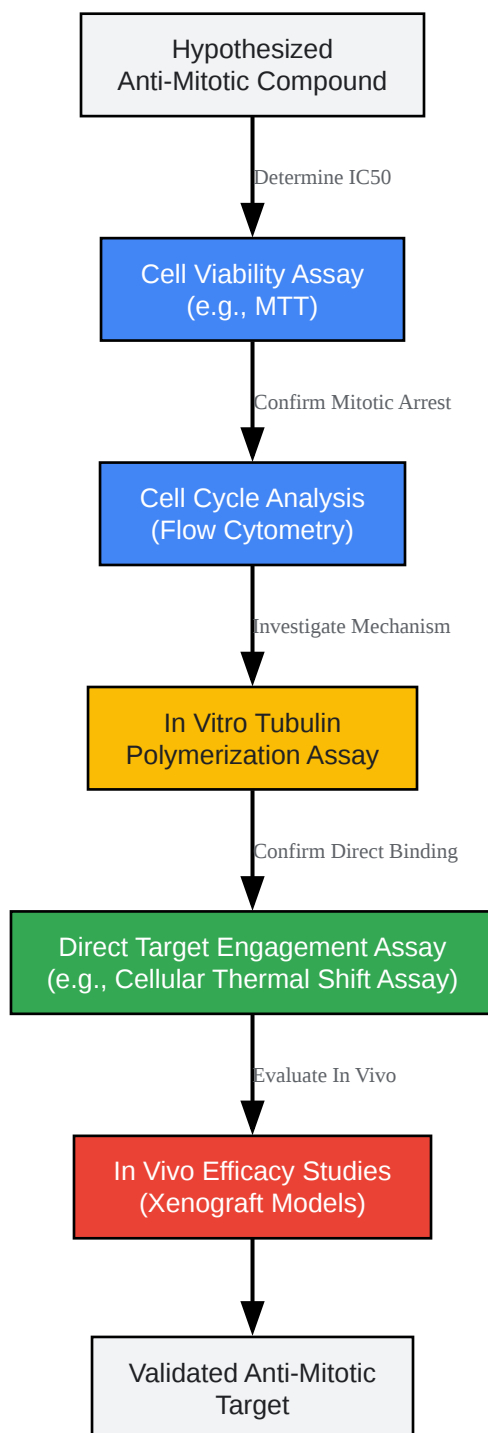 Hypothesized
Anti-Mitotic Compound
Determine IC50
Cell Viability Assay
(e.g., MTT)
Confirm Mitotic Arrest
Cell Cycle Analysis
(Flow Cytometry)
Investigate Mechanism
In Vitro Tubulin
Polymerization Assay
Confirm Direct Binding
Direct Target Engagement Assay
(e.g., Cellular Thermal Shift Assay)
Evaluate In Vivo
In Vivo Efficacy Studies
(Xenograft Models)
Validated Anti-Mitotic
Target